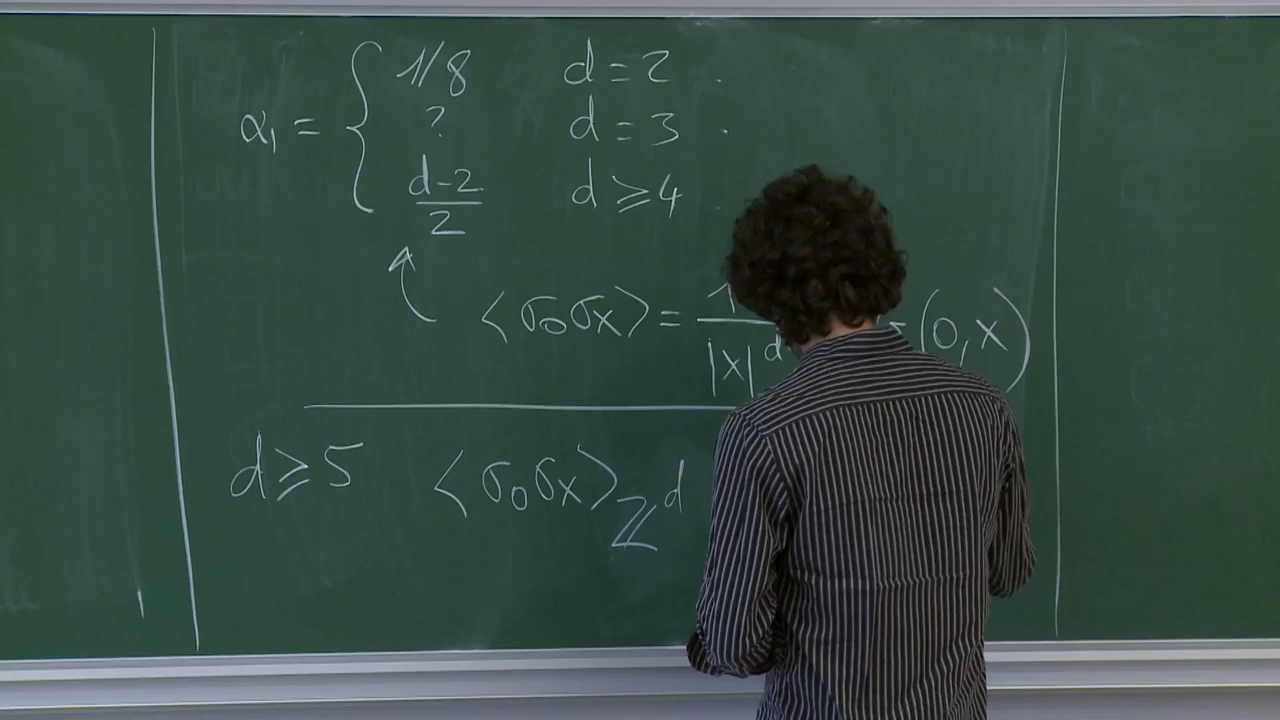 α₁ = { 1/8 d = 2 .
? d = 3 .
(d-2)/2 d ⩾ 4 .
⟨σ₀σₓ⟩ = 1/|x|^d (0,x)
d ⩾ 5 ⟨σ₀σₓ⟩_ℤ^d